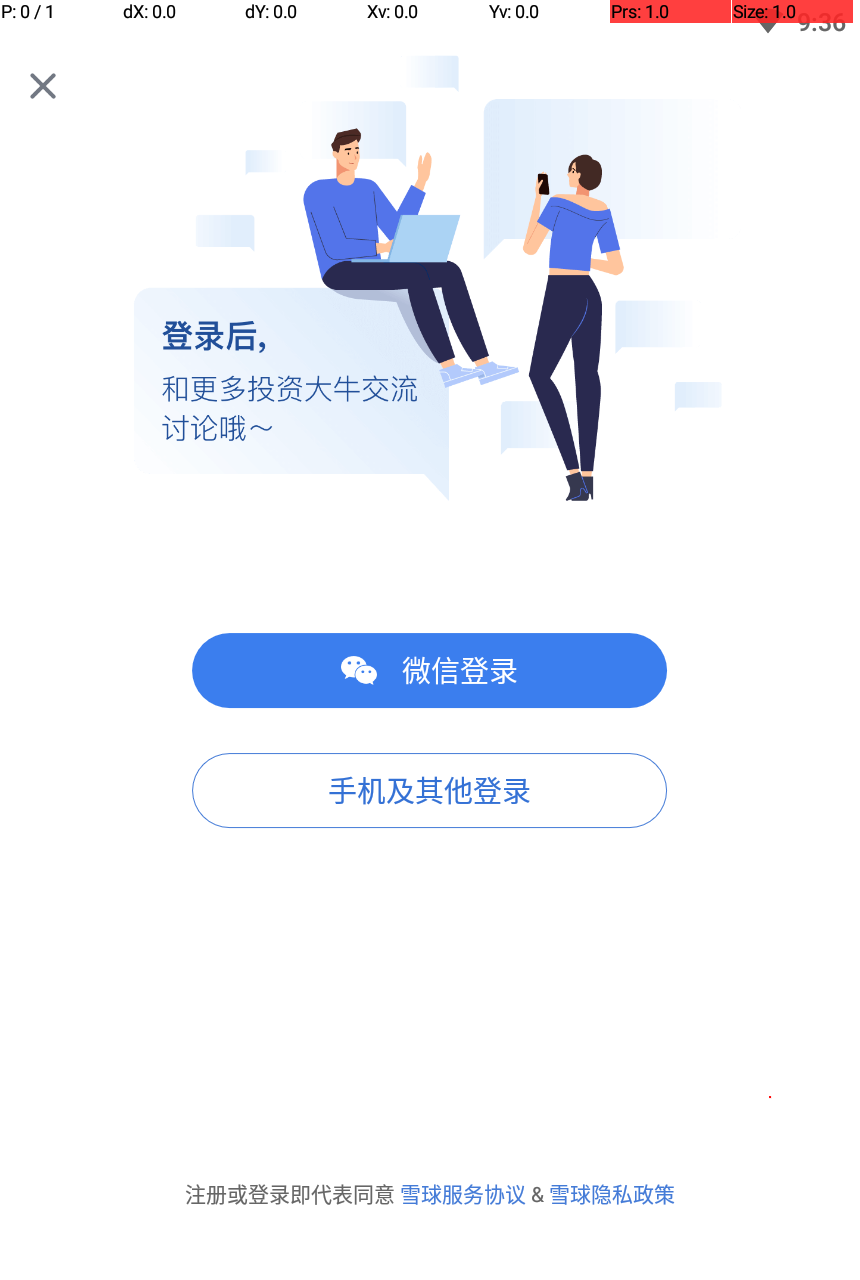 P: 0 / 1 dX: 0.0 dY: 0.0 Xv: 0.0 Yv: 0.0 Prs: 1.0 Size: 1.0
9:36
登录后,
和更多投资大牛交流
讨论哦～
微信登录
手机及其他登录
注册或登录即代表同意 雪球服务协议 & 雪球隐私政策